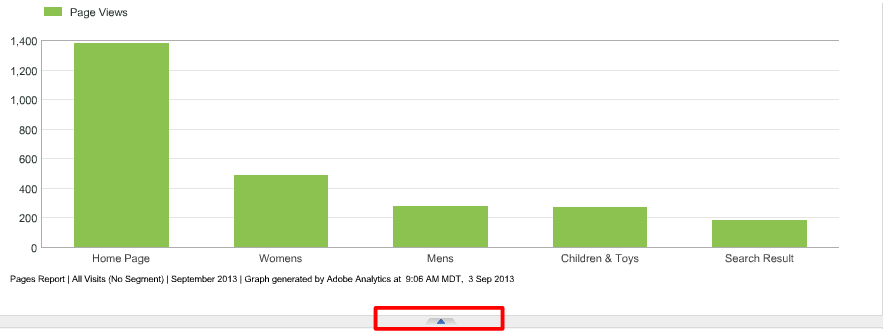 Page Views
1,400
1,200
1,000
800
600
400
200
0
Home Page Womens Mens Children & Toys Search Result
Pages Report | All Visits (No Segment) | September 2013 | Graph generated by Adobe Analytics at 9:06 AM MDT, 3 Sep 2013